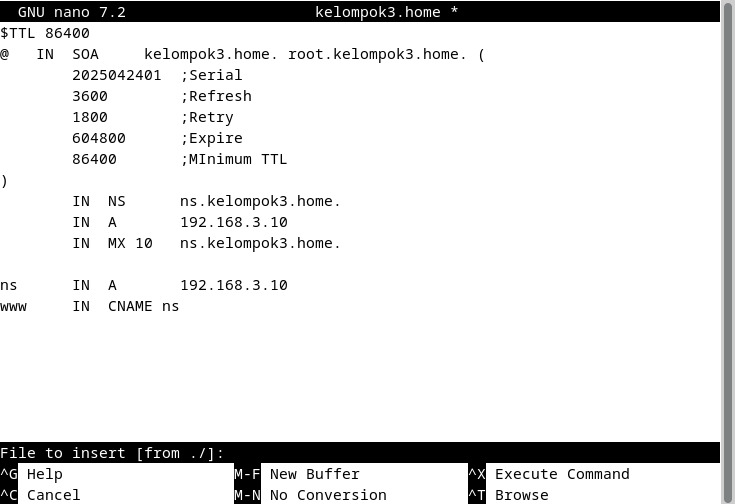 GNU nano 7.2                     kelompok3.home *
$TTL 86400
@   IN  SOA     kelompok3.home. root.kelompok3.home. (
        2025042401  ;Serial
        3600        ;Refresh
        1800        ;Retry
        604800      ;Expire
        86400       ;MInimum TTL
)
        IN  NS      ns.kelompok3.home.
        IN  A       192.168.3.10
        IN  MX 10   ns.kelompok3.home.
ns      IN  A       192.168.3.10
www     IN  CNAME ns
File to insert [from ./]:
^G Help                   M-F New Buffer            ^X Execute Command
^C Cancel                 M-N No Conversion         ^T Browse